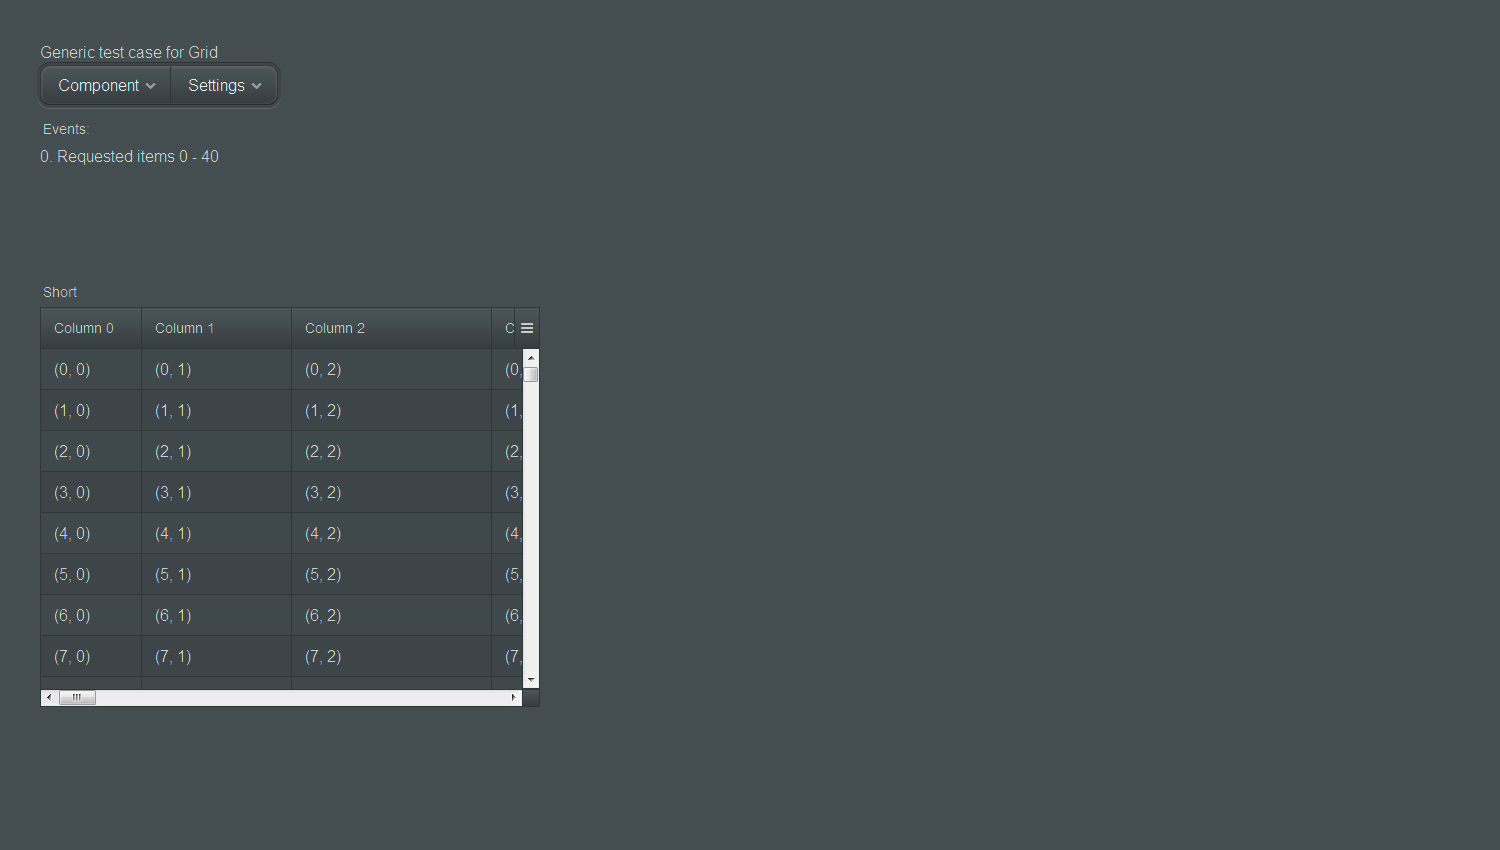 Generic test case for Grid
Component Settings
Events:
0. Requested items 0 - 40
Short
Column 0 Column 1 Column 2 C
(0, 0) (0, 1) (0, 2) (0,
(1, 0) (1, 1) (1, 2) (1,
(2, 0) (2, 1) (2, 2) (2,
(3, 0) (3, 1) (3, 2) (3,
(4, 0) (4, 1) (4, 2) (4,
(5, 0) (5, 1) (5, 2) (5,
(6, 0) (6, 1) (6, 2) (6,
(7, 0) (7, 1) (7, 2) (7,